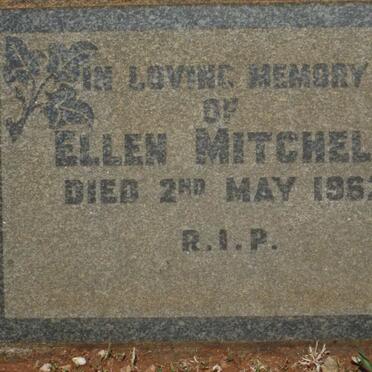 IN LOVING MEMORY
OF
ELLEN MITCHEL
DIED 2ND MAY 196
R.I.P.